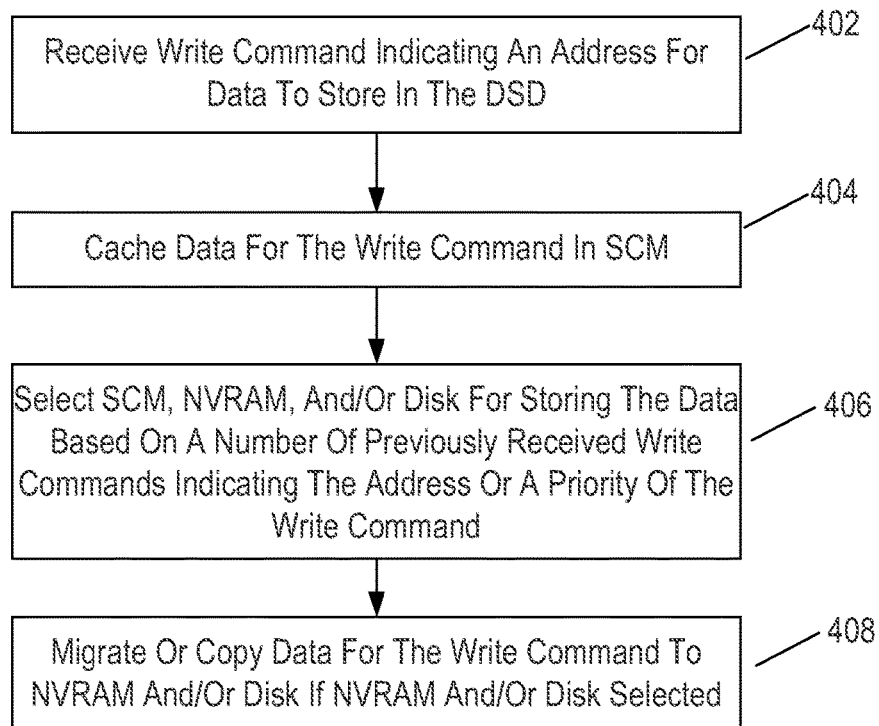 Receive Write Command Indicating An Address For
Data To Store In The DSD
402
Cache Data For The Write Command In SCM
404
Select SCM, NVRAM, And/Or Disk For Storing The Data
Based On A Number Of Previously Received Write
Commands Indicating The Address Or A Priority Of The
Write Command
406
Migrate Or Copy Data For The Write Command To
NVRAM And/Or Disk If NVRAM And/Or Disk Selected
408